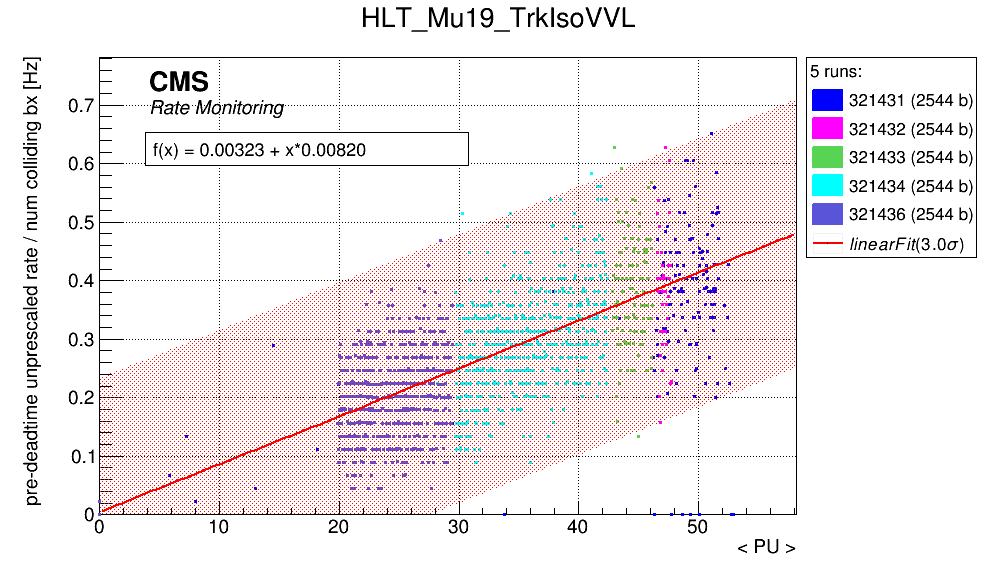 HLT_Mu19_TrkIsoVVL
pre-deadtime unprescaled rate / num colliding bx [Hz]
CMS
Rate Monitoring
f(x) = 0.00323 + x*0.00820
0.7
0.6
0.5
0.4
0.3
0.2
0.1
0
0 10 20 30 40 50
< PU >
5 runs:
321431 (2544 b)
321432 (2544 b)
321433 (2544 b)
321434 (2544 b)
321436 (2544 b)
linearFit(3.0σ)